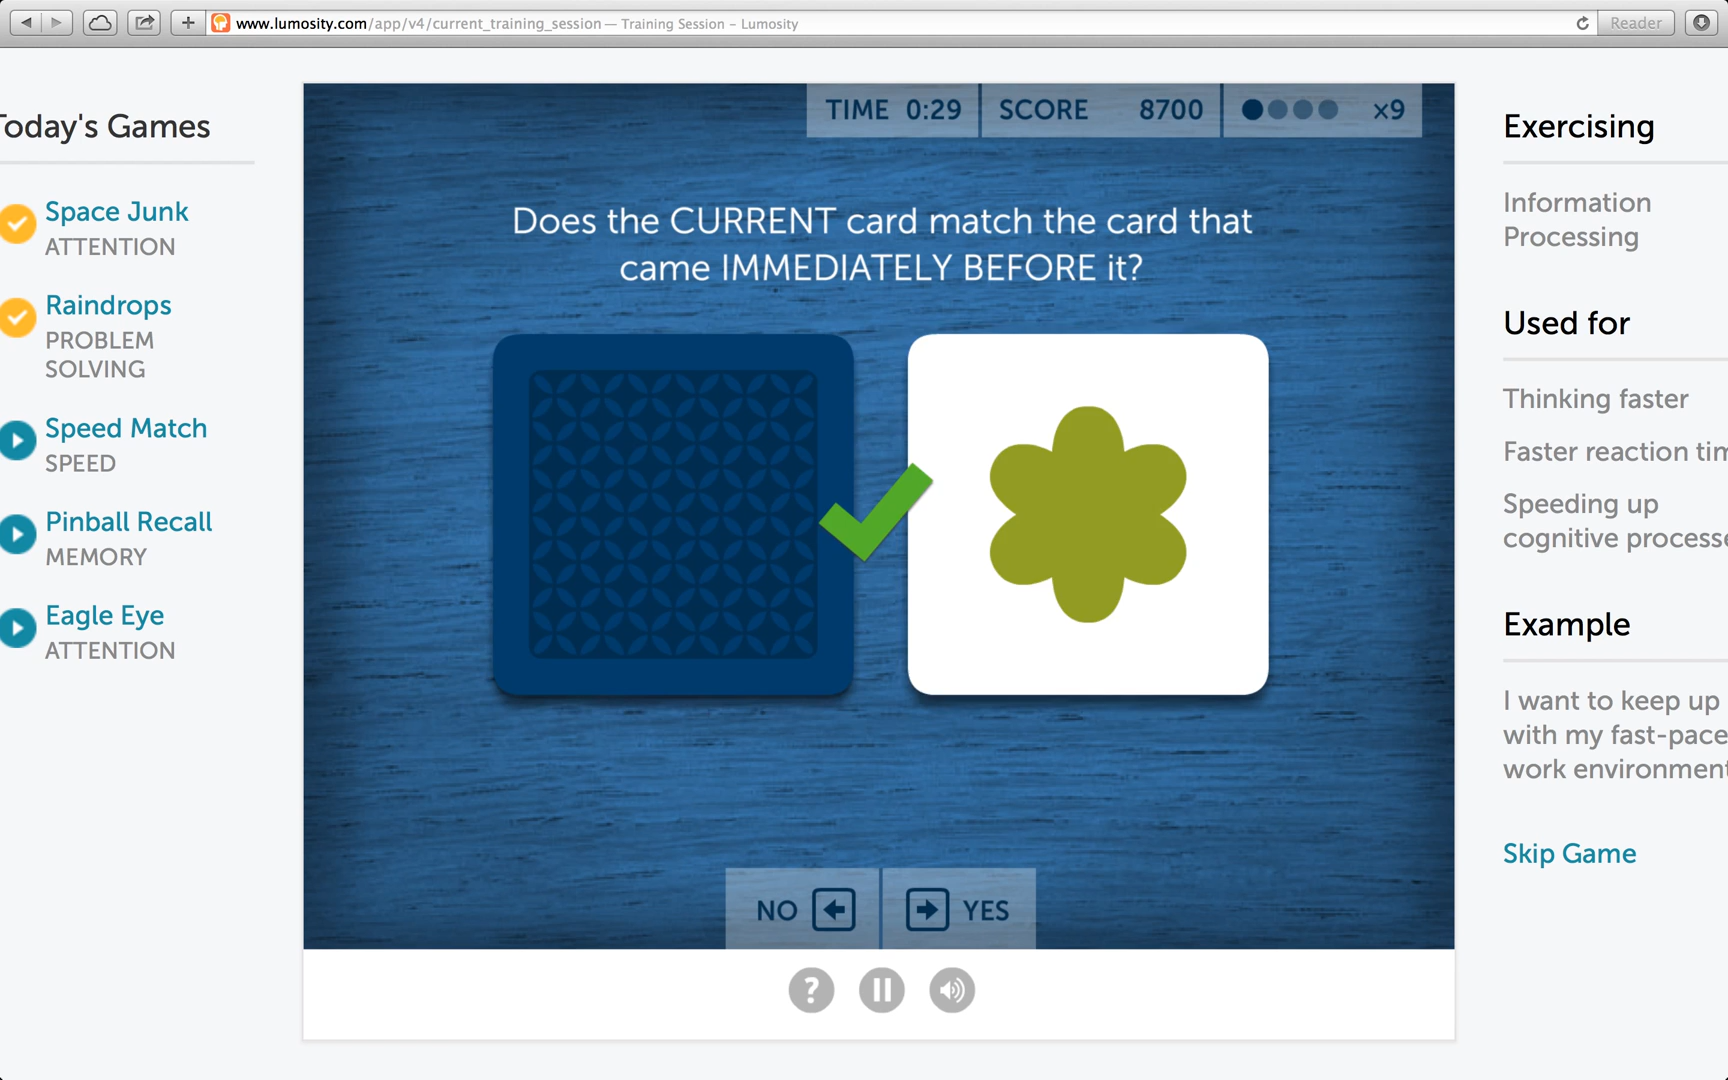 www.lumosity.com/app/v4/current_training_session — Training Session – Lumosity
Reader
Today's Games
Space Junk
ATTENTION
Raindrops
PROBLEM
SOLVING
Speed Match
SPEED
Pinball Recall
MEMORY
Eagle Eye
ATTENTION
TIME 0:29 SCORE 8700 x9
Does the CURRENT card match the card that
came IMMEDIATELY BEFORE it?
NO YES
?
Exercising
Information
Processing
Used for
Thinking faster
Faster reaction tim
Speeding up
cognitive processe
Example
I want to keep up
with my fast-pace
work environment
Skip Game